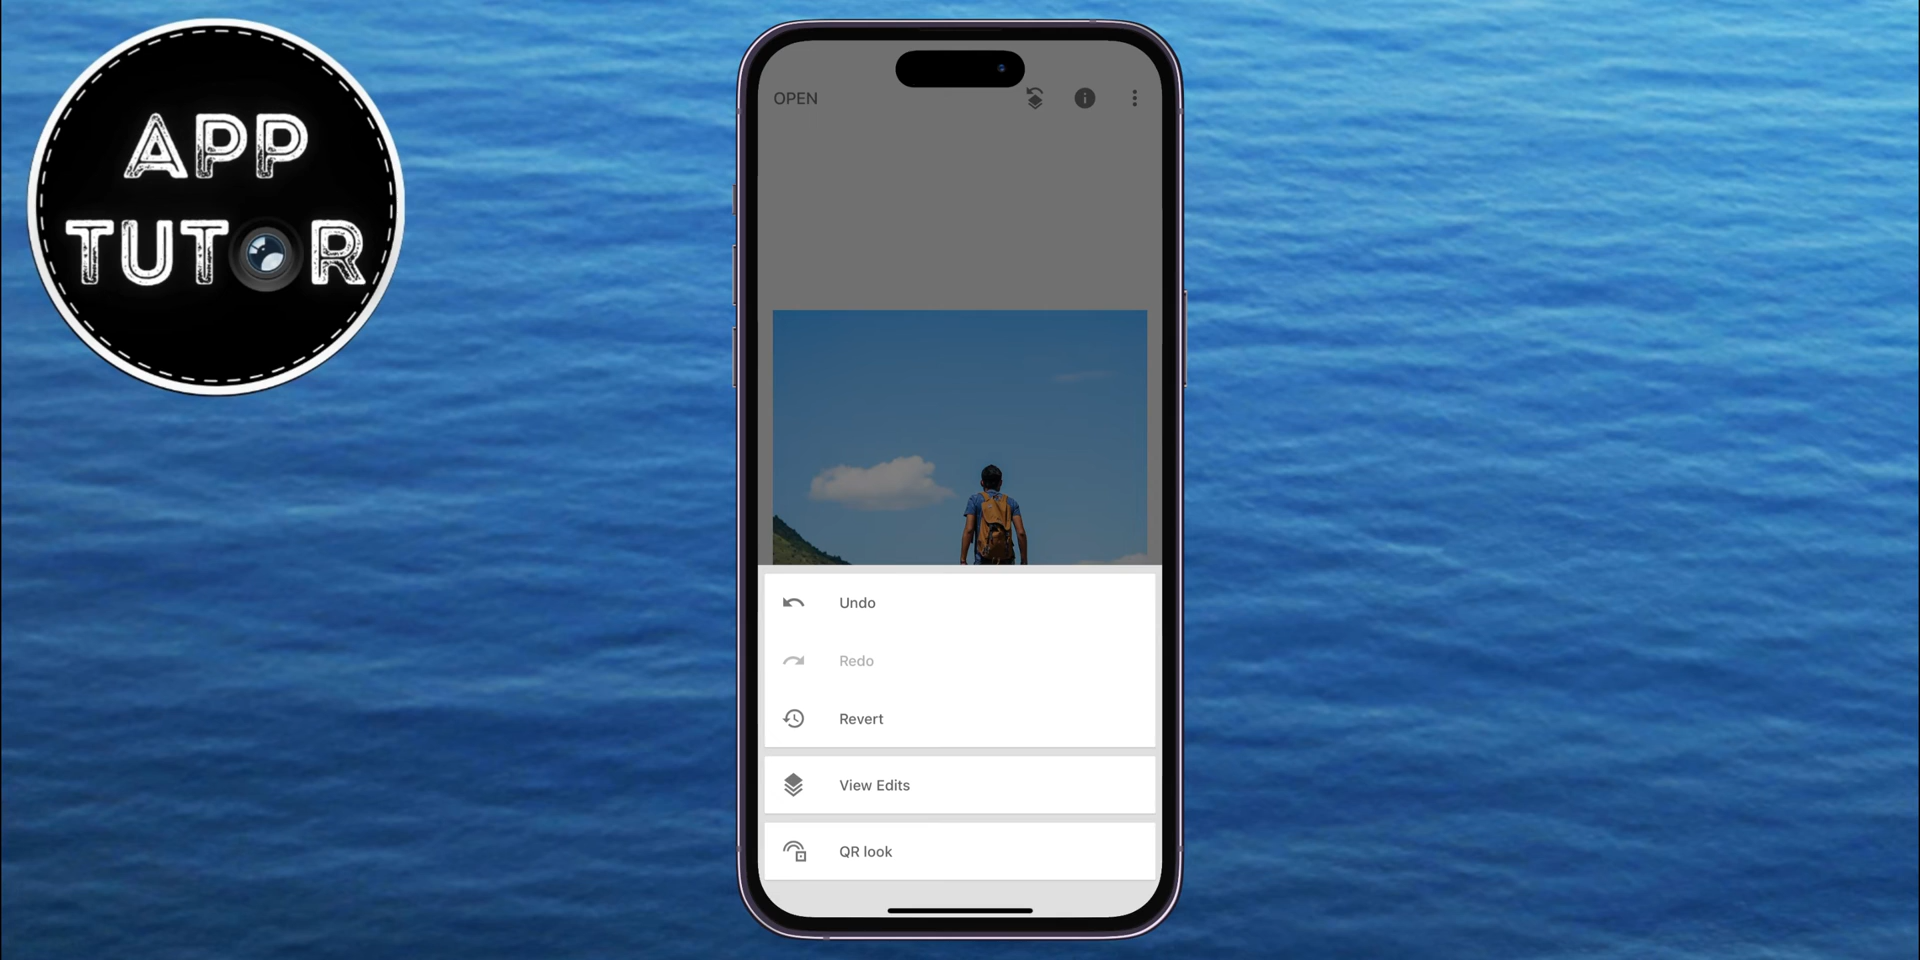 APP
TUTOR
OPEN
Undo
Redo
Revert
View Edits
QR look